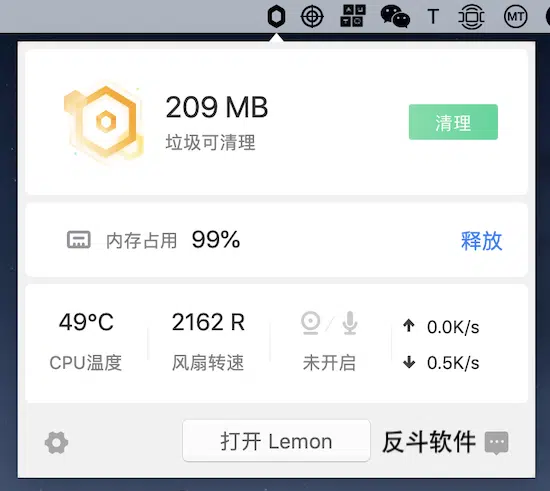 AUTC
T
MT
209 MB
垃圾可清理
清理
内存占用 99%
释放
49°C
CPU温度
2162 R
风扇转速
未开启
0.0K/s
0.5K/s
打开 Lemon
反斗软件